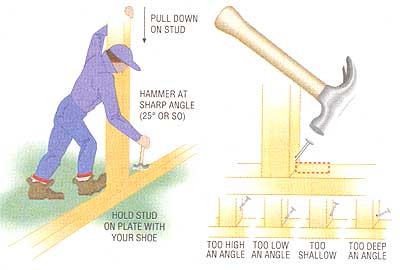 PULL DOWN
ON STUD
HAMMER AT
SHARP ANGLE
(25° OR SO)
HOLD STUD
ON PLATE WITH
YOUR SHOE
TOO HIGH
AN ANGLE
TOO LOW
AN ANGLE
TOO
SHALLOW
TOO DEEP
AN ANGLE